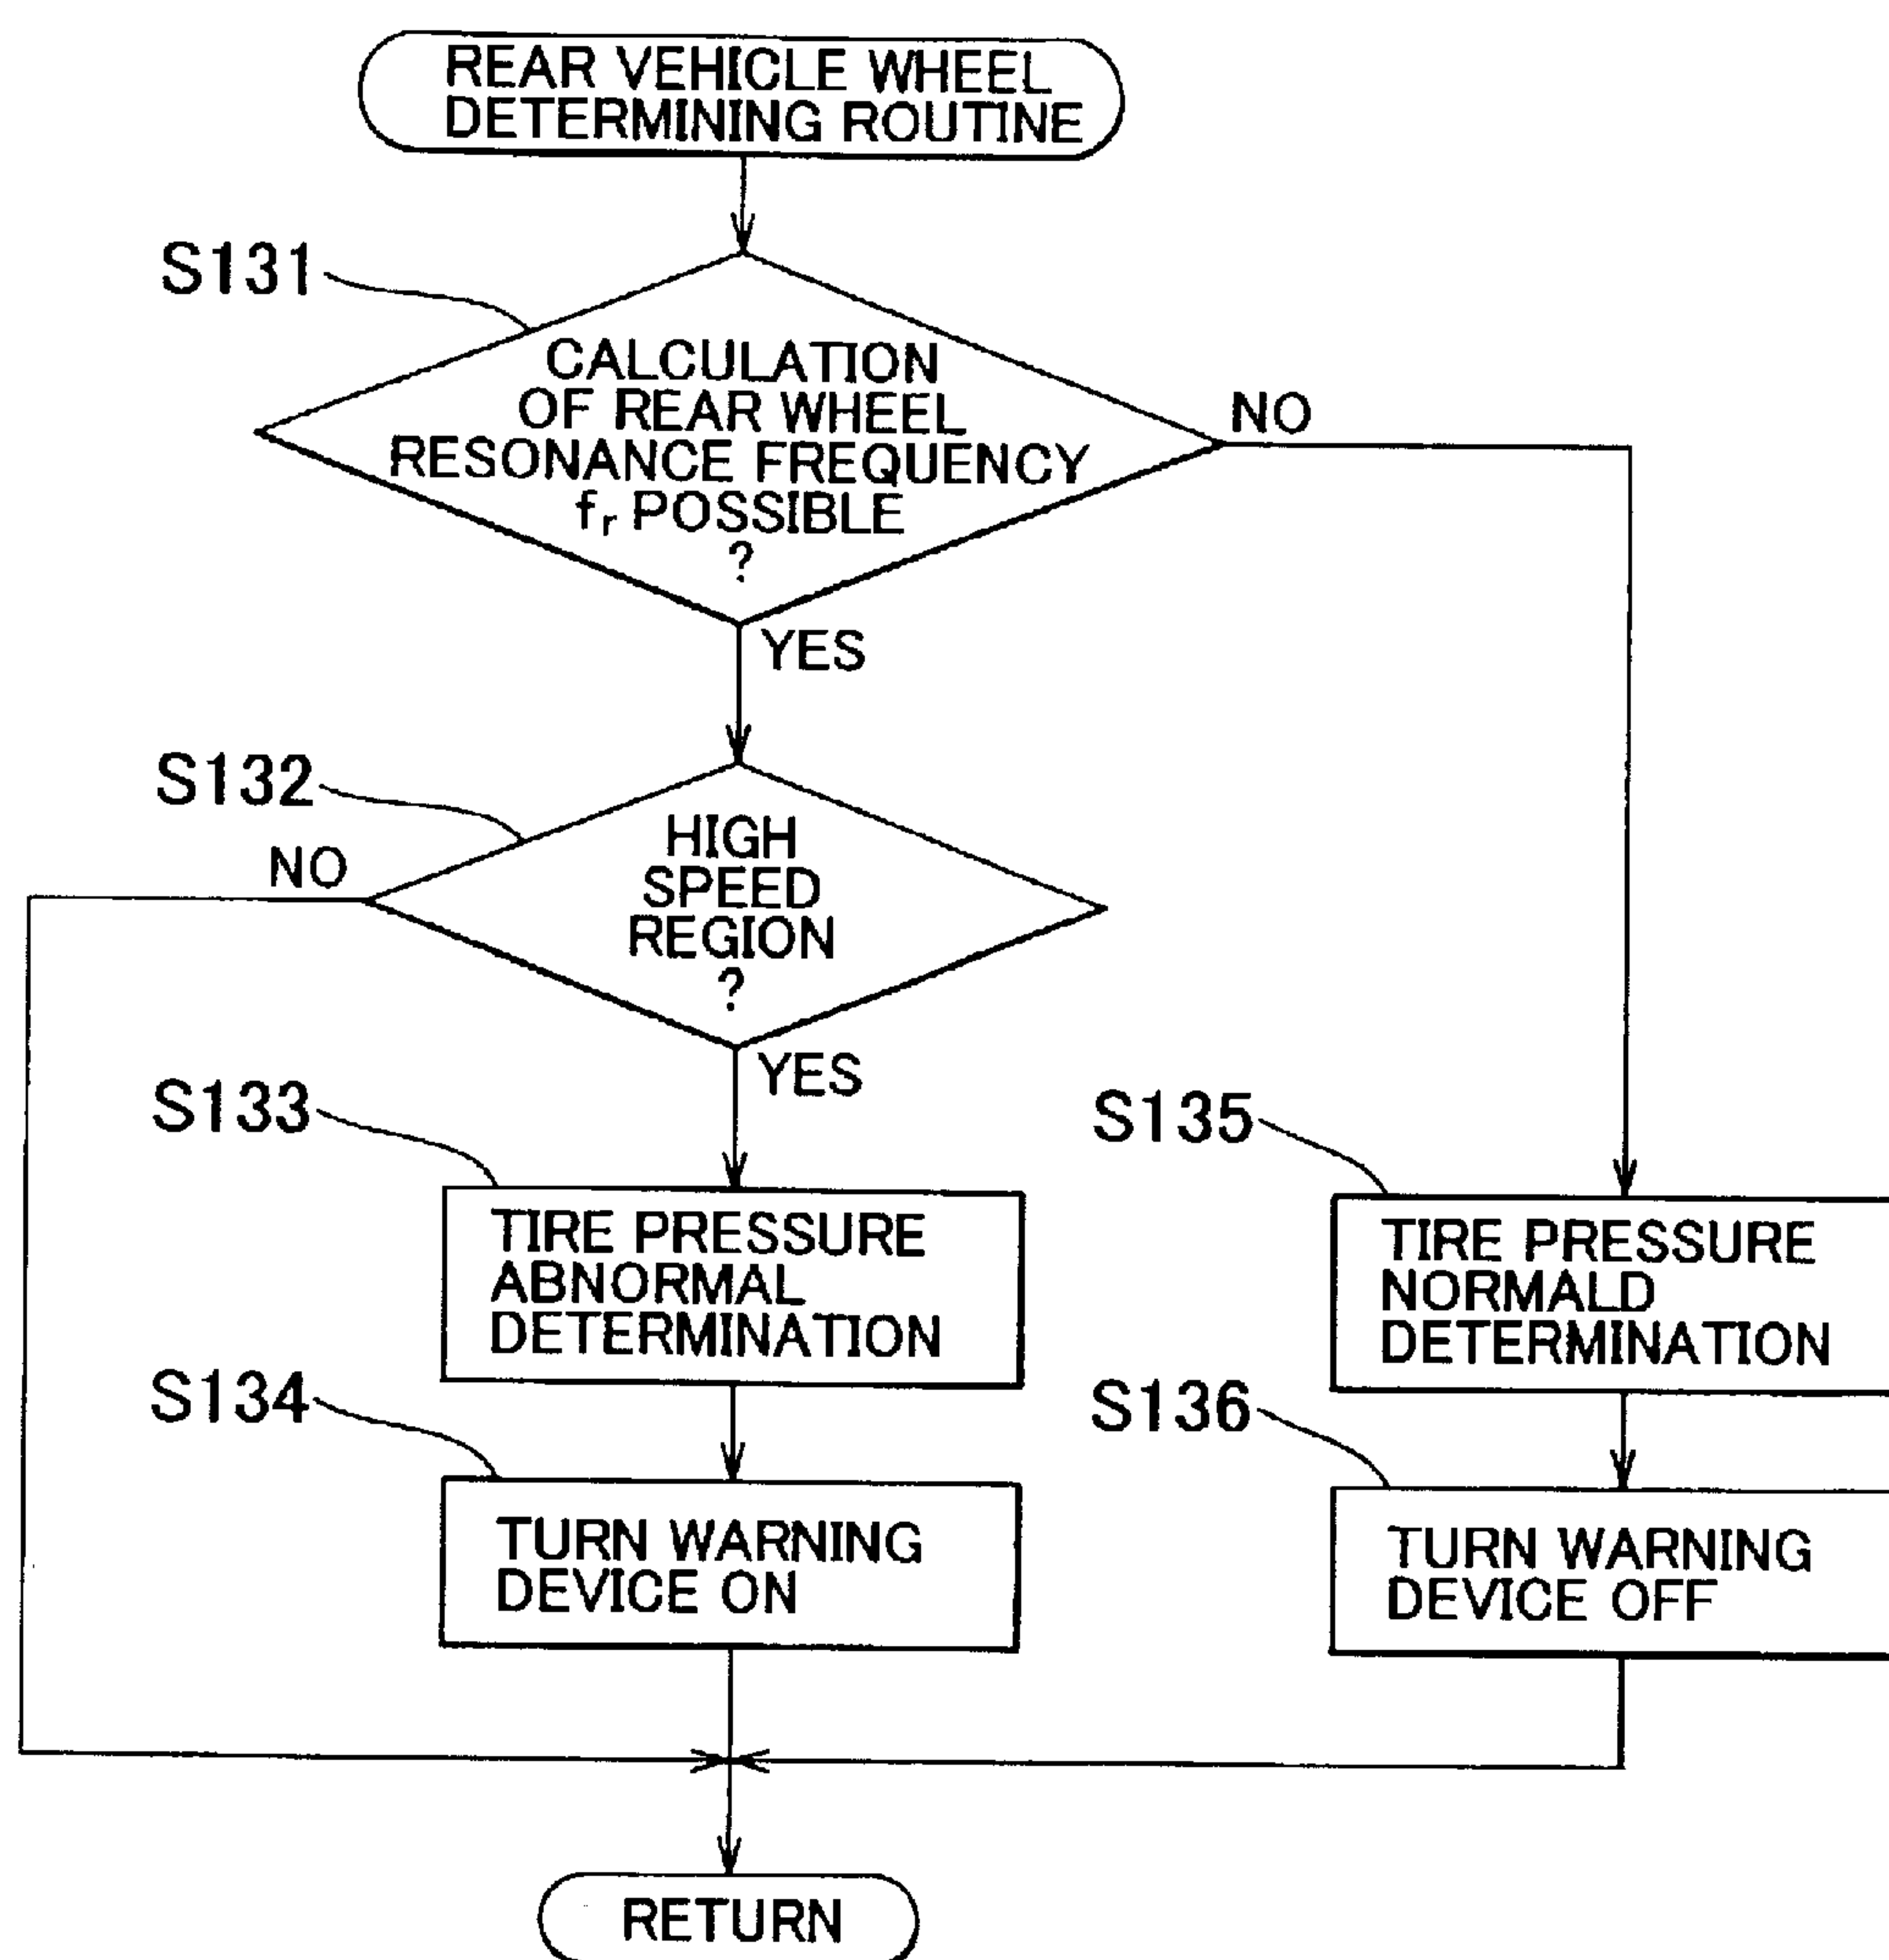 REAR VEHICLE WHEEL
DETERMINING ROUTINE
S131
CALCULATION
OF REAR WHEEL
RESONANCE FREQUENCY
fr POSSIBLE
?
NO
YES
S132
HIGH
SPEED
REGION
?
NO
YES
S133
TIRE PRESSURE
ABNORMAL
DETERMINATION
S134
TURN WARNING
DEVICE ON
S135
TIRE PRESSURE
NORMALD
DETERMINATION
S136
TURN WARNING
DEVICE OFF
RETURN